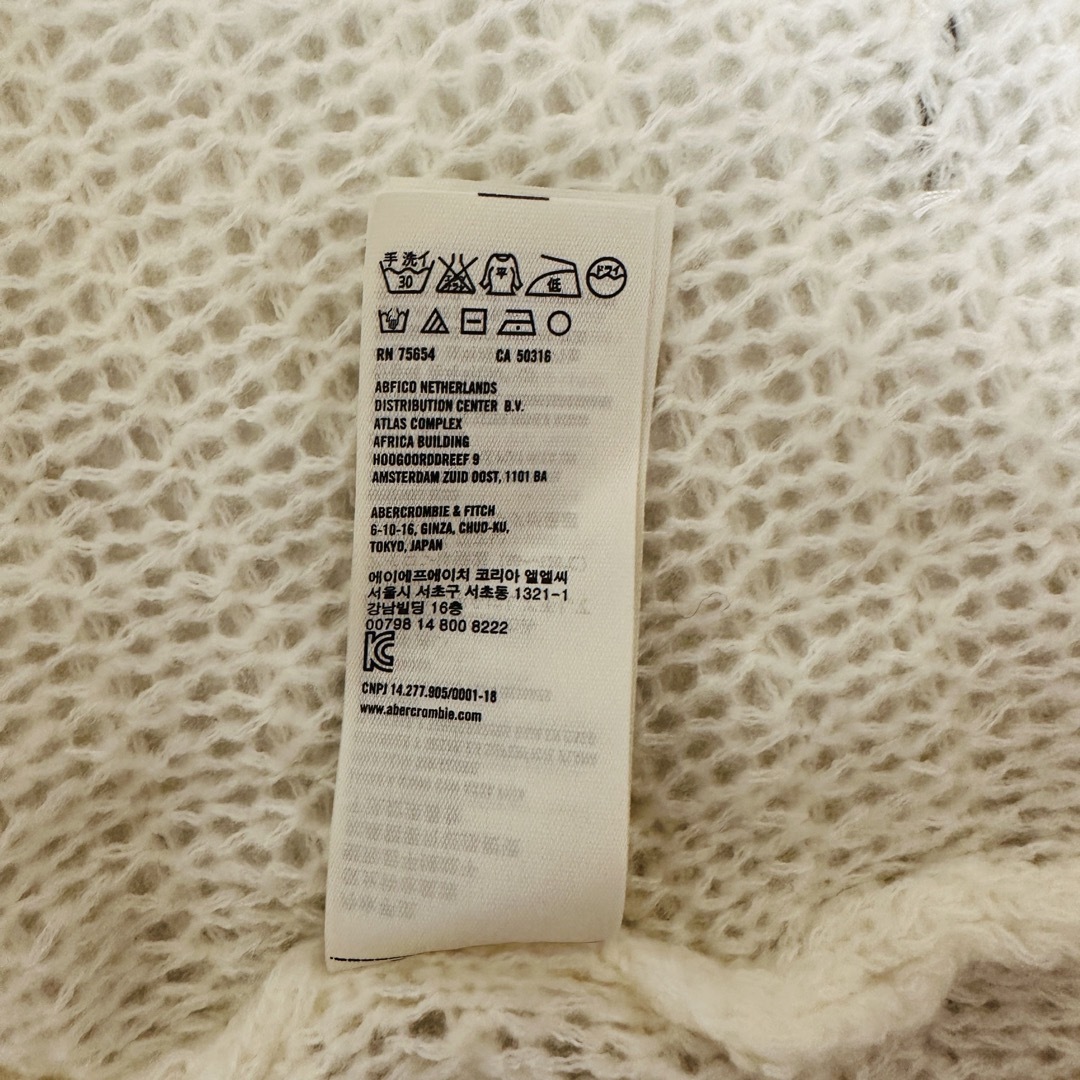 手洗イ
30
平
低
ドライ
RN 75654 CA 50316
ABFICO NETHERLANDS
DISTRIBUTION CENTER B.V.
ATLAS COMPLEX
AFRICA BUILDING
HOOGOORDDREEF 9
AMSTERDAM ZUID OOST, 1101 BA
ABERCROMBIE & FITCH
6-10-16, GINZA, CHUO-KU,
TOKYO, JAPAN
에이에프에이치 코리아 엘엘씨
서울시 서초구 서초동 1321-1
강남빌딩 16층
00798 14 800 8222
KC
CNPJ 14.277.905/0001-18
www.abercrombie.com